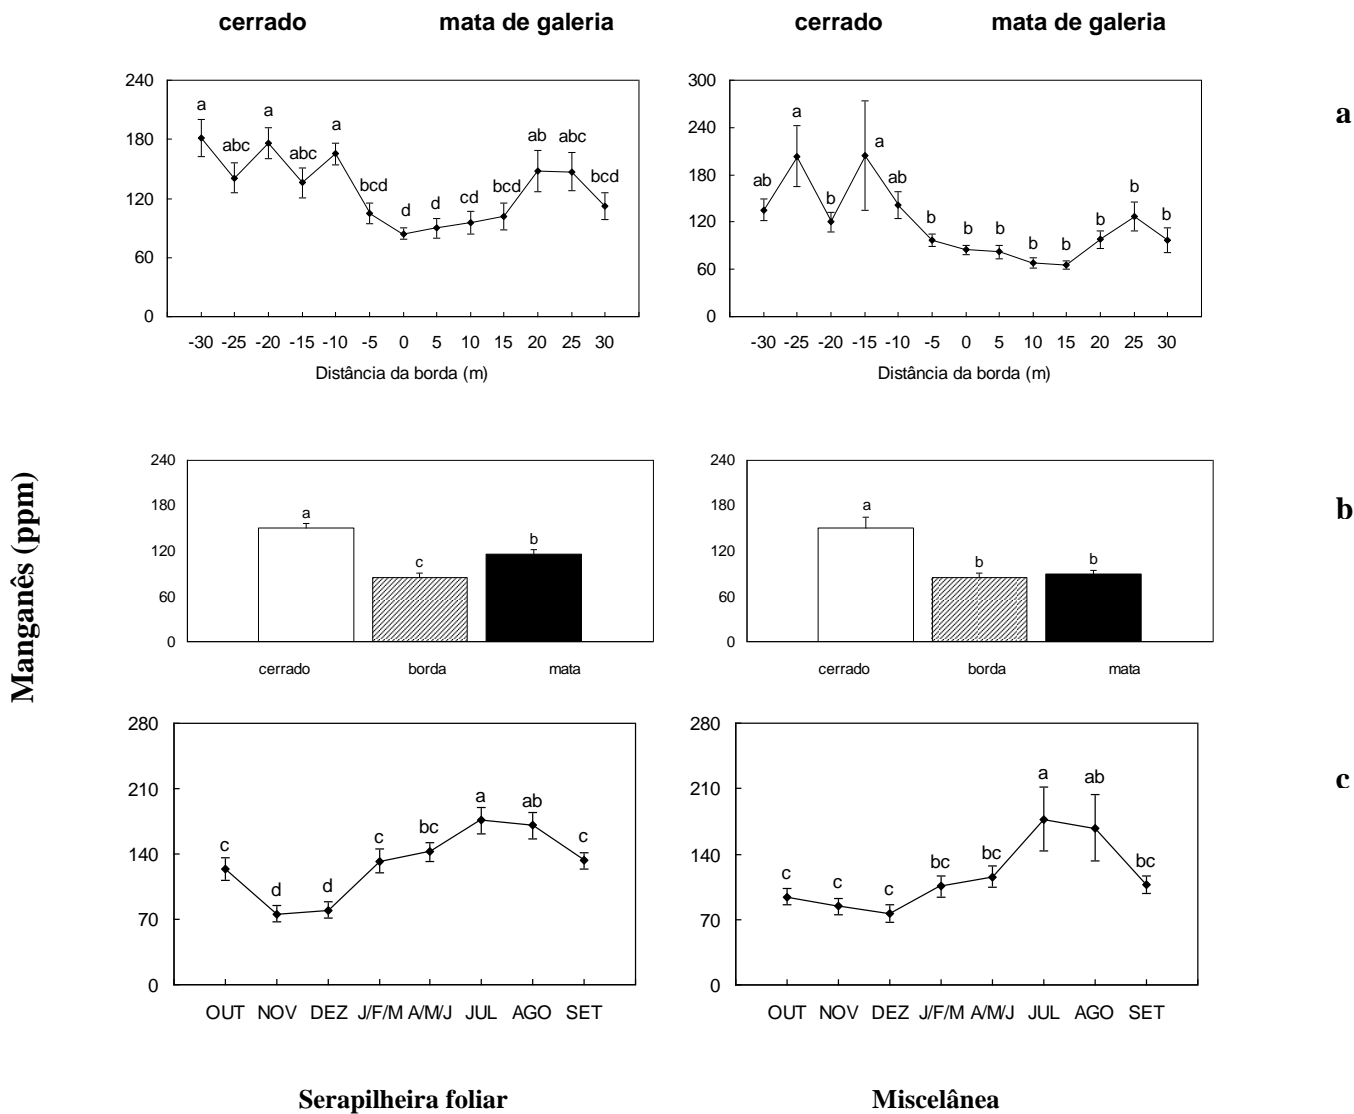 cerrado mata de galeria cerrado mata de galeria
a
240
180
120
60
0
a abc a abc a bcd d d cd bcd ab abc bcd
-30 -25 -20 -15 -10 -5 0 5 10 15 20 25 30
Distância da borda (m)
300
240
180
120
60
0
ab a b a ab b b b b b b b b
-30 -25 -20 -15 -10 -5 0 5 10 15 20 25 30
Distância da borda (m)
Manganês (ppm)
b
240
180
120
60
0
a c b
cerrado borda mata
240
180
120
60
0
a b b
cerrado borda mata
c
280
210
140
70
0
c d d c bc a ab c
OUT NOV DEZ J/F/M A/M/J JUL AGO SET
280
210
140
70
0
c c c bc bc a ab bc
OUT NOV DEZ J/F/M A/M/J JUL AGO SET
Serapilheira foliar Miscelânea